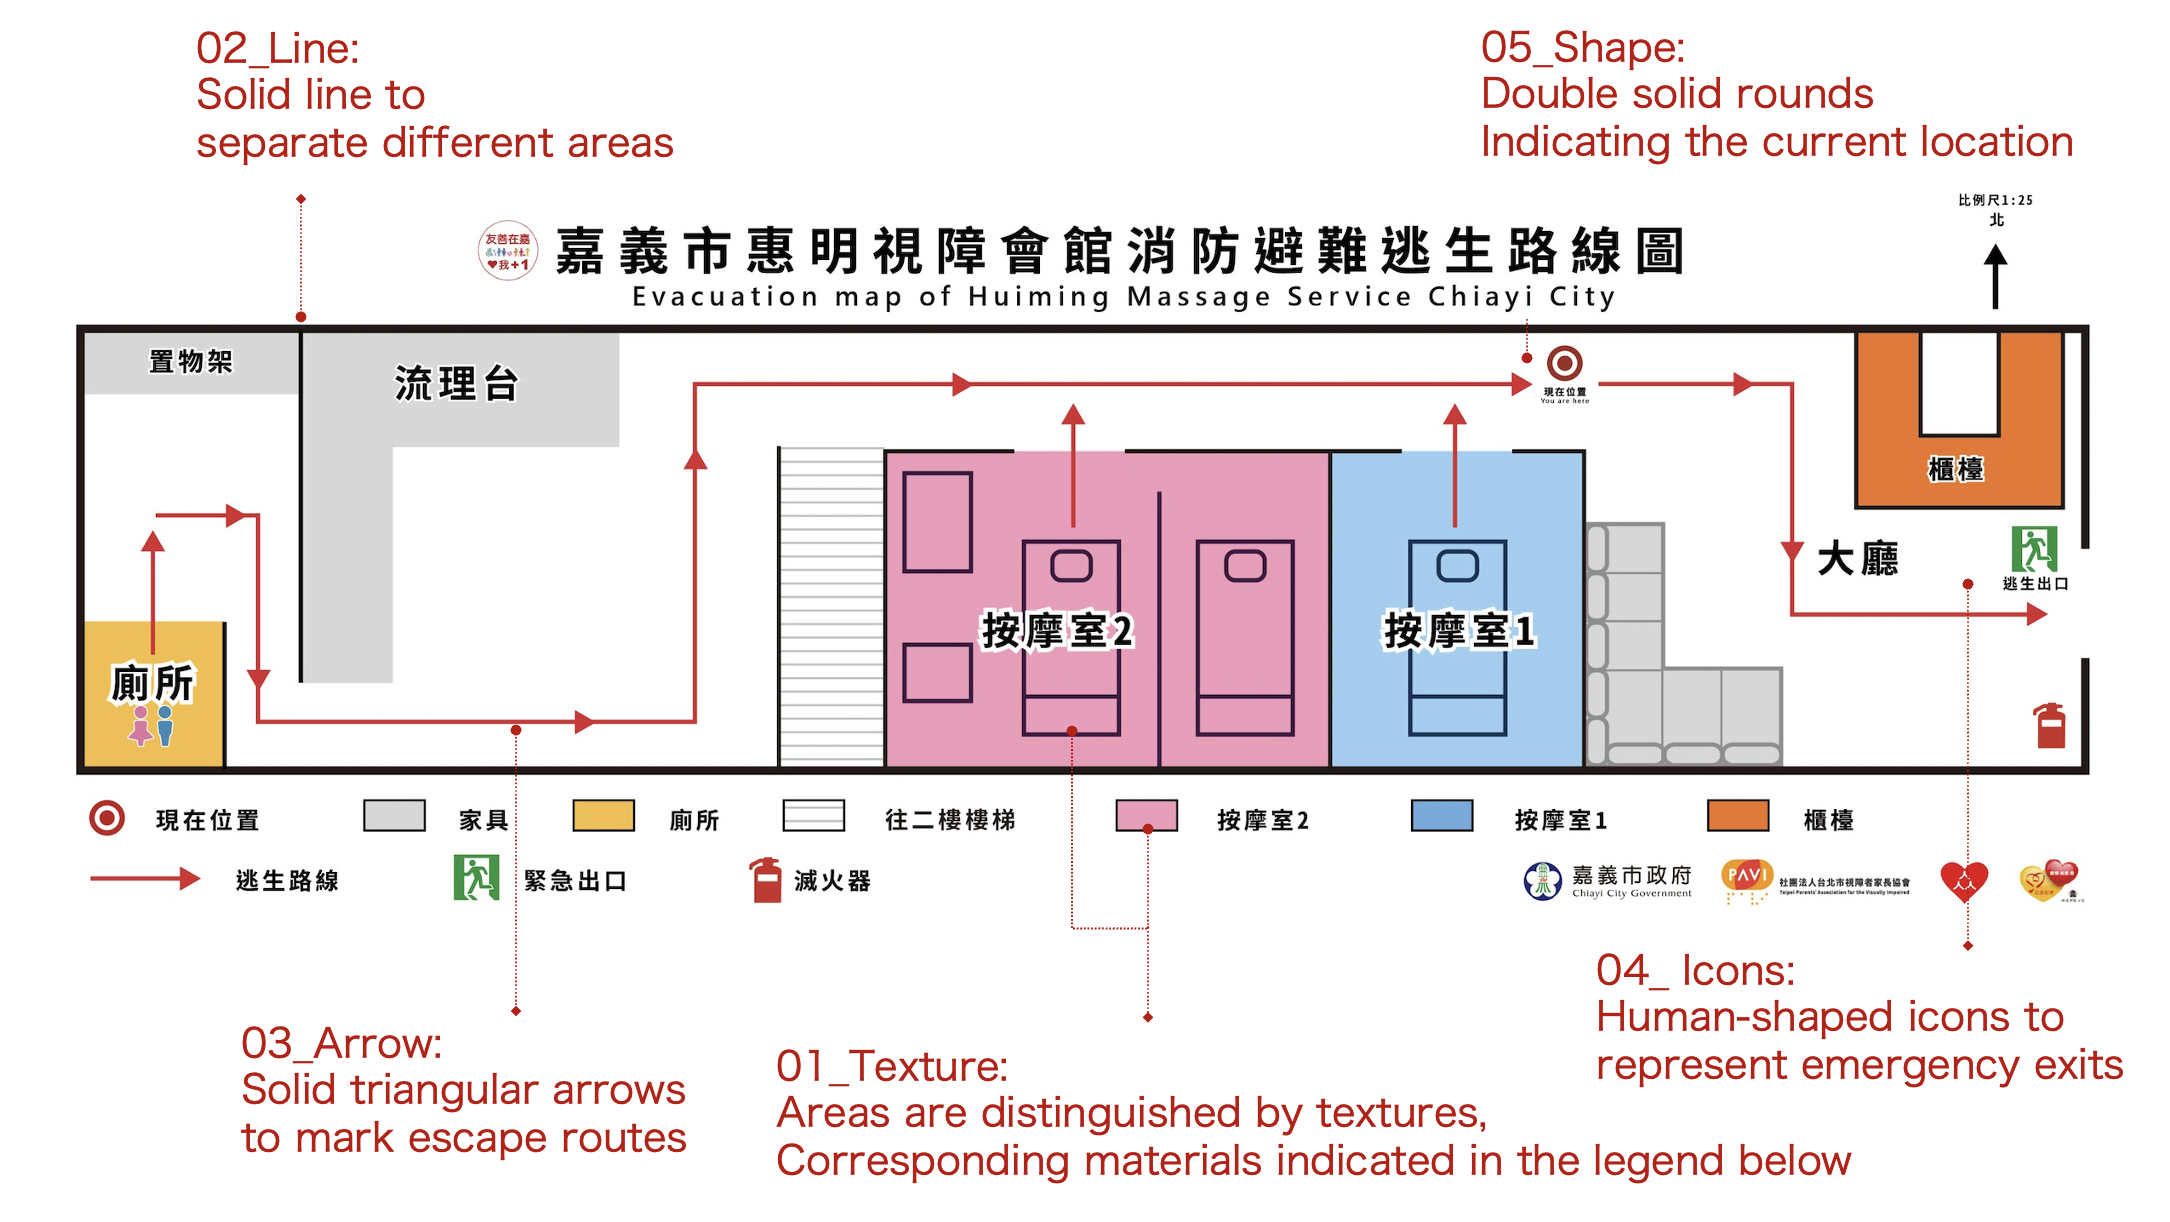 02_Line:
Solid line to
separate different areas
05_Shape:
Double solid rounds
Indicating the current location
比例尺1:25
北
友善在嘉
我+1
嘉義市惠明視障會館消防避難逃生路線圖
Evacuation map of Huiming Massage Service Chiayi City
置物架
流理台
現在位置
You are here
櫃檯
大廳
逃生出口
廁所
按摩室2
按摩室1
現在位置
家具
廁所
往二樓樓梯
按摩室2
按摩室1
櫃檯
逃生路線
緊急出口
滅火器
嘉義市政府
Chiayi City Government
PAVI
社團法人台北市視障者家長協會
Taipei Parents' Association for the Visually Impaired
04_ Icons:
Human-shaped icons to
represent emergency exits
03_Arrow:
Solid triangular arrows
to mark escape routes
01_Texture:
Areas are distinguished by textures,
Corresponding materials indicated in the legend below